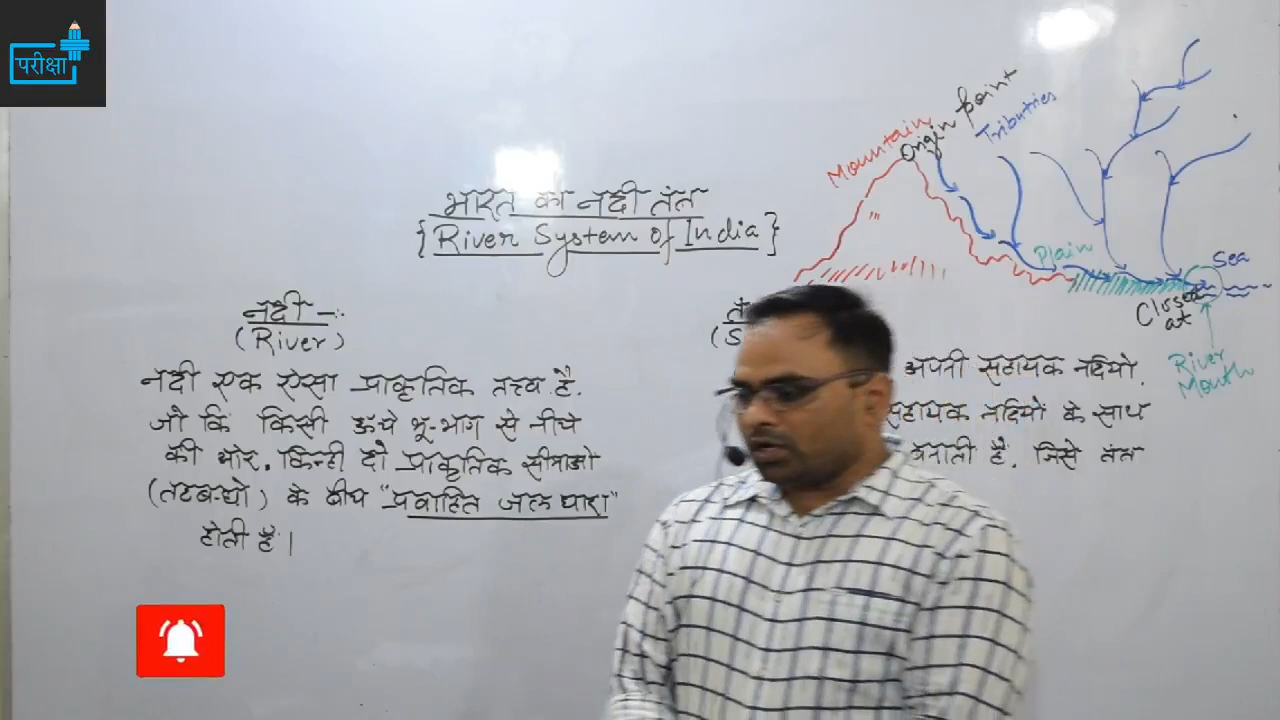 परीक्षा
भारत का नदी तंत्र
{River System of India}
नदी -:
(River)
नदी एक ऐसा प्राकृतिक तत्त्व है.
जो कि किसी ऊँचे भू-भाग से नीचे
की ओर. किन्ही दो प्राकृतिक सीमाओ
(तटबन्धो) के बीच "प्रवाहित जल धारा"
होती है।
अपनी सहायक नदियो.
सहायक नदियों के साथ
बनाती है. जिसे तंत्र
Mountain
Origin point
Tributries
Plain
Sea
Closed at
River
Mouth